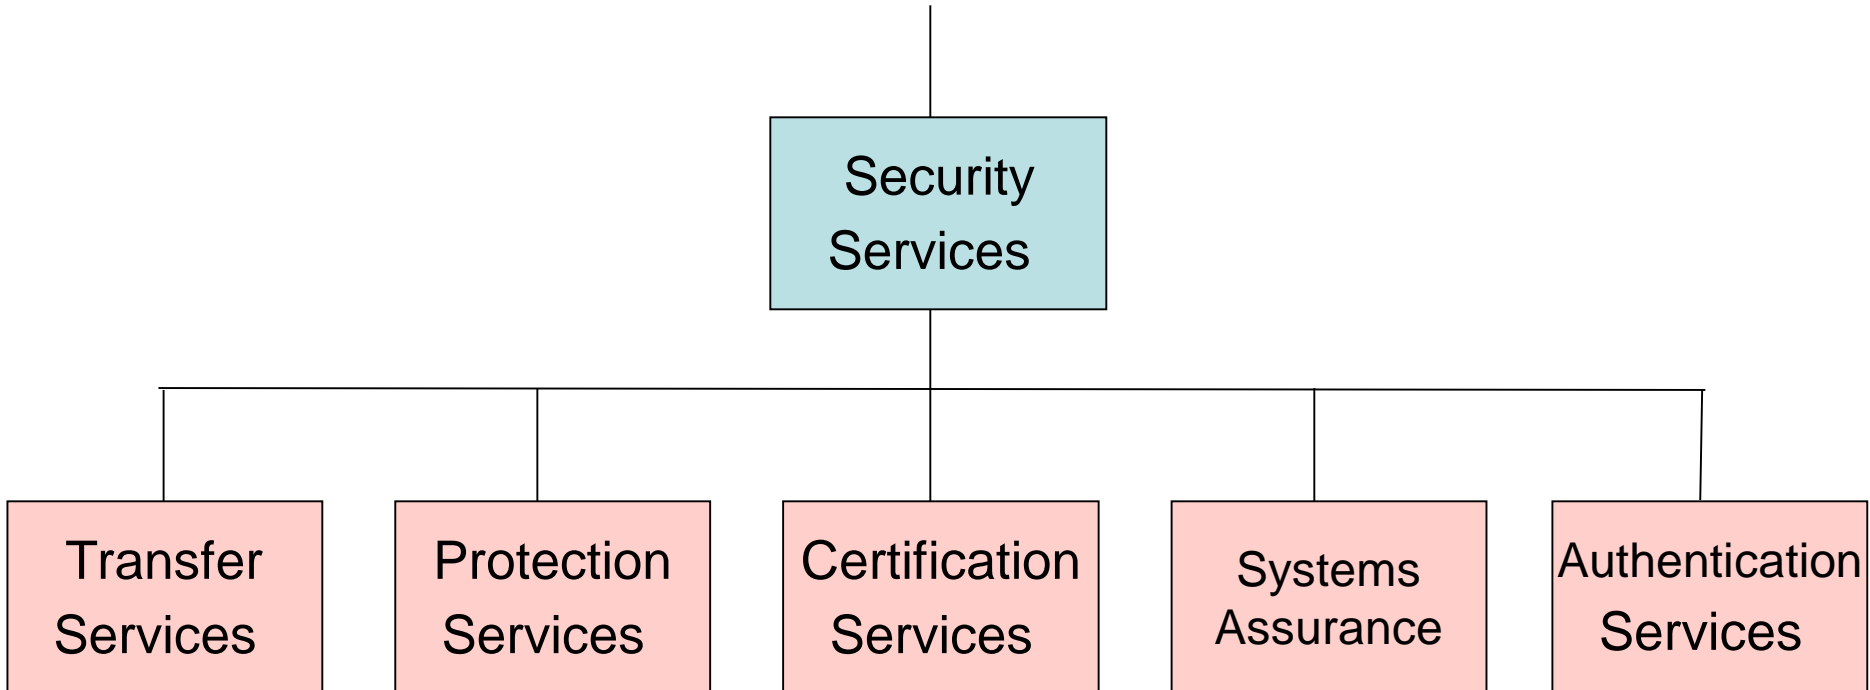 Security
Services
Transfer
Services
Protection
Services
Certification
Services
Systems
Assurance
Authentication
Services